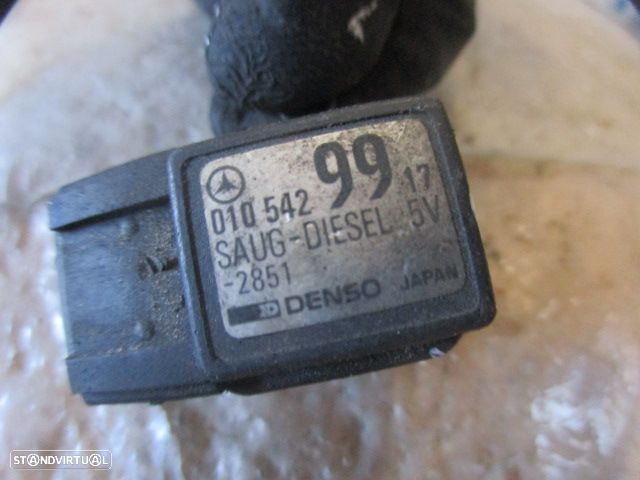 010 542 99 17
SAUG-DIESEL 5V
-2851
DENSO JAPAN
STANDVIRTUAL